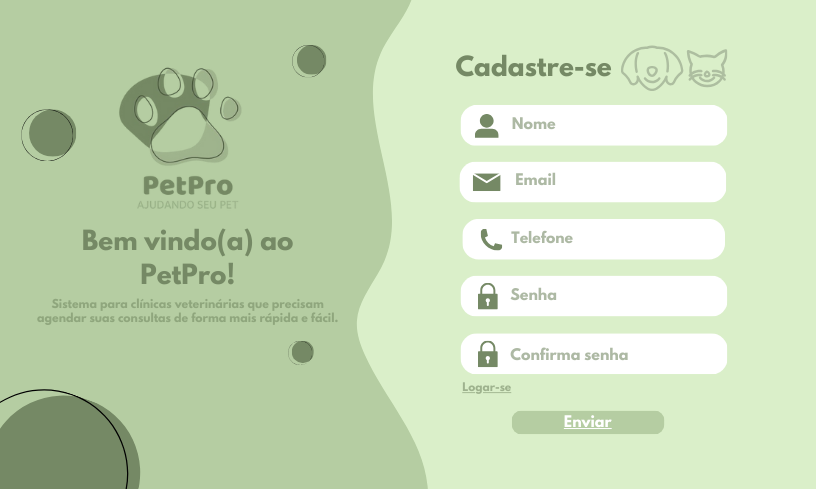 PetPro
AJUDANDO SEU PET
Bem vindo(a) ao
PetPro!
Sistema para clínicas veterinárias que precisam
agendar suas consultas de forma mais rápida e fácil.
Cadastre-se
Nome
Email
Telefone
Senha
Confirma senha
Logar-se
Enviar